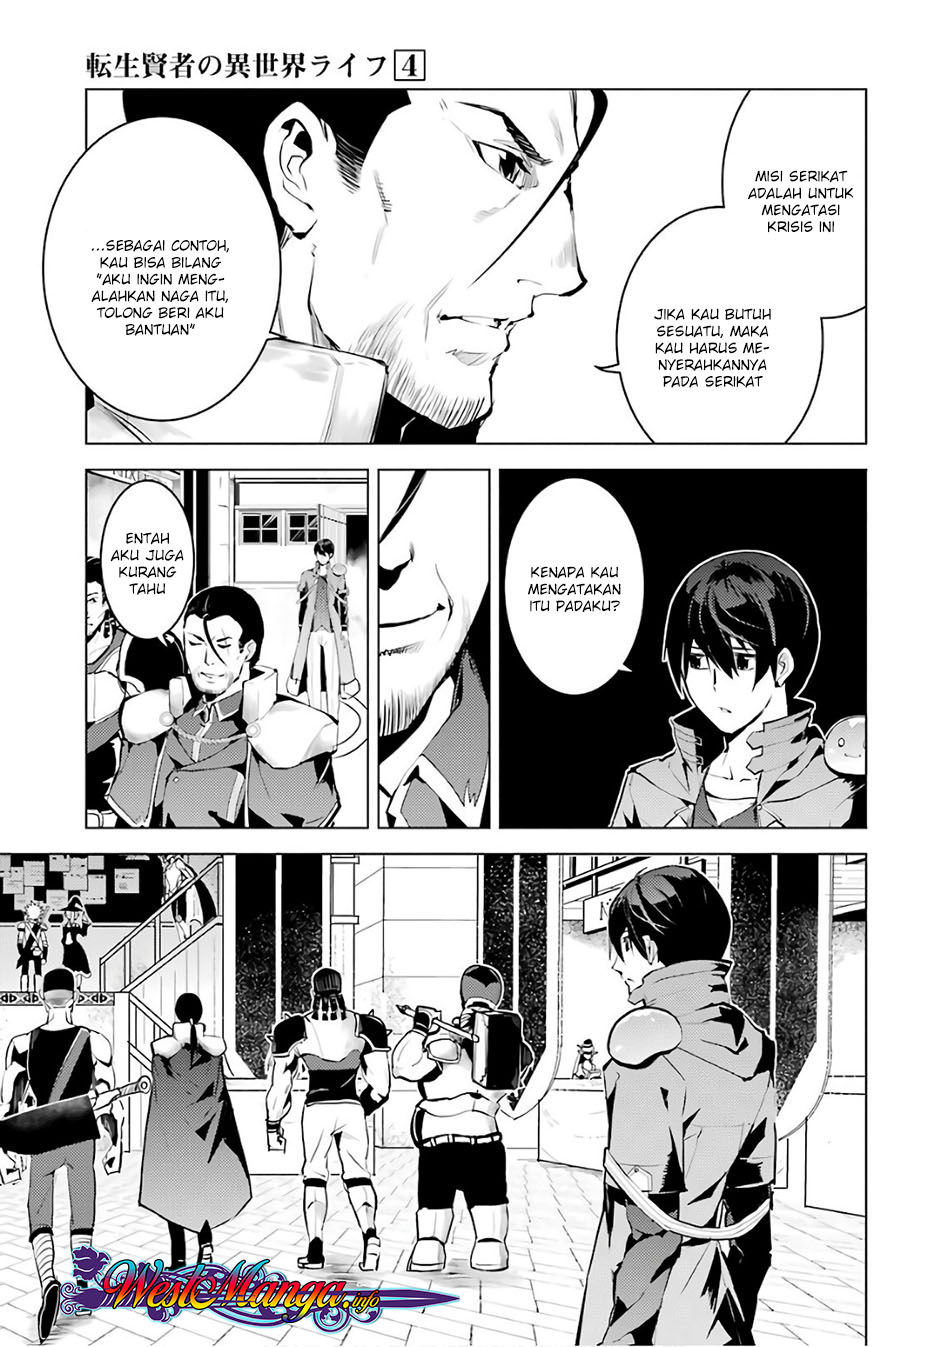 転生賢者の異世界ライフ 4
MISI SERIKAT
ADALAH UNTUK
MENGATASI
KRISIS INI
JIKA KAU BUTUH
SESUATU, MAKA
KAU HARUS ME-
NYERAHKANNYA
PADA SERIKAT
...SEBAGAI CONTOH,
KAU BISA BILANG
"AKU INGIN MENG-
ALAHKAN NAGA ITU,
TOLONG BERI AKU
BANTUAN"
KENAPA KAU
MENGATAKAN
ITU PADAKU?
ENTAH
AKU JUGA
KURANG
TAHU
WestManga.info